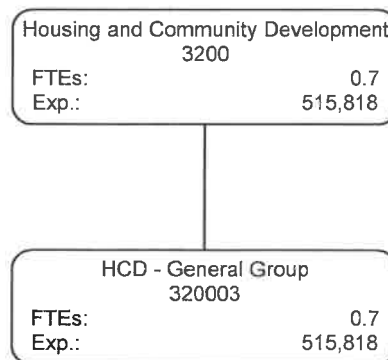 Housing and Community Development
3200
FTEs: 0.7
Exp.: 515,818
HCD - General Group
320003
FTEs: 0.7
Exp.: 515,818